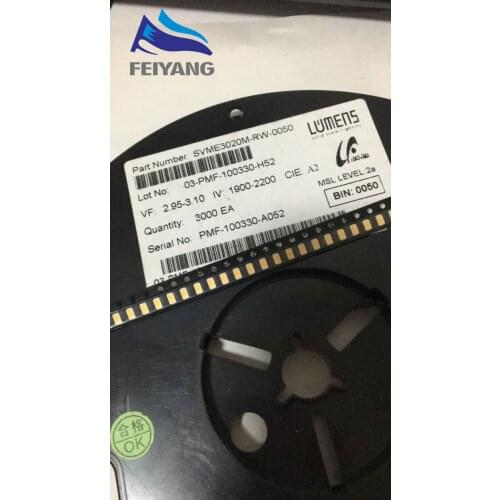 FEIYANG
LUMENS
Part Number: SVME3020M-RW-0050
Lot No: 03-PMF-100330-H52
VF: 2.95-3.10 IV: 1900-2200 CIE: A2
MSL LEVEL:2a
Quantity: 3000 EA
BIN: 0050
Serial No: PMF-100330-A052
合格
OK